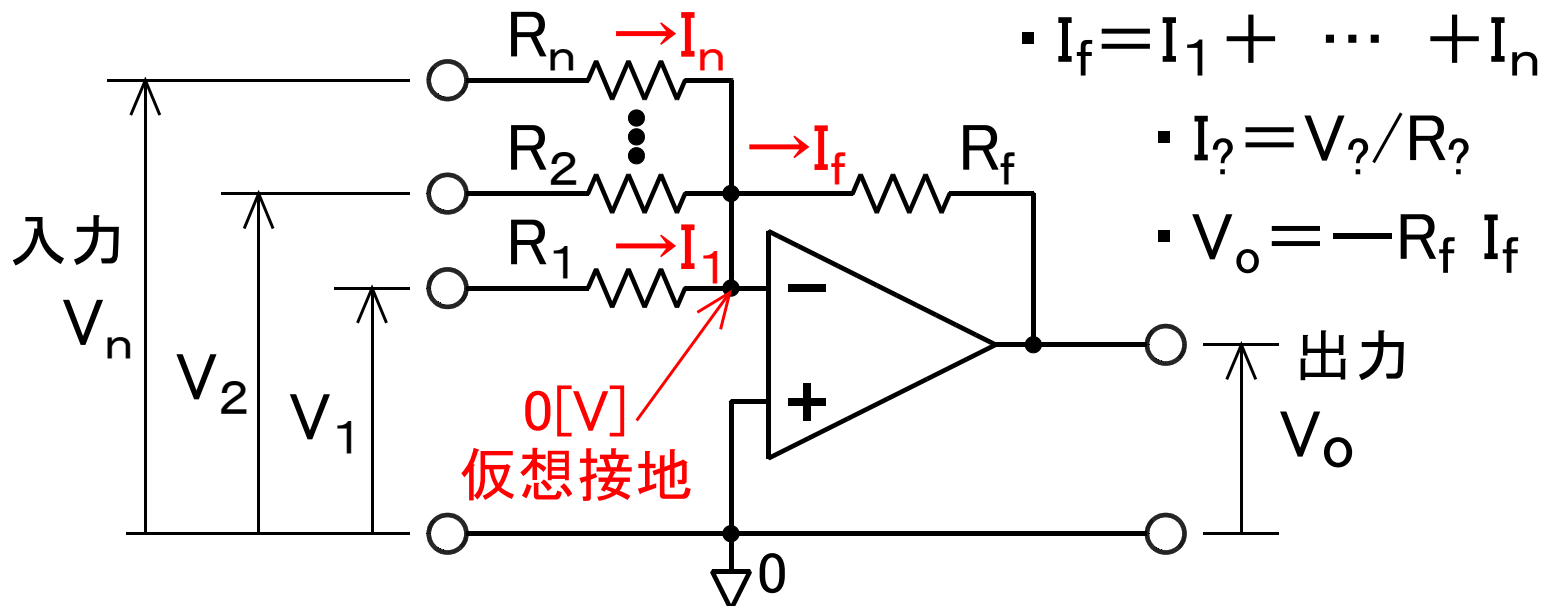 Rn →In
R2 →If Rf
R1 →I1
・If=I1+ … +In
・I?=V?/R?
・Vo=−Rf If
入力
Vn
V2
V1
0[V]
仮想接地
−
+
出力
Vo
0